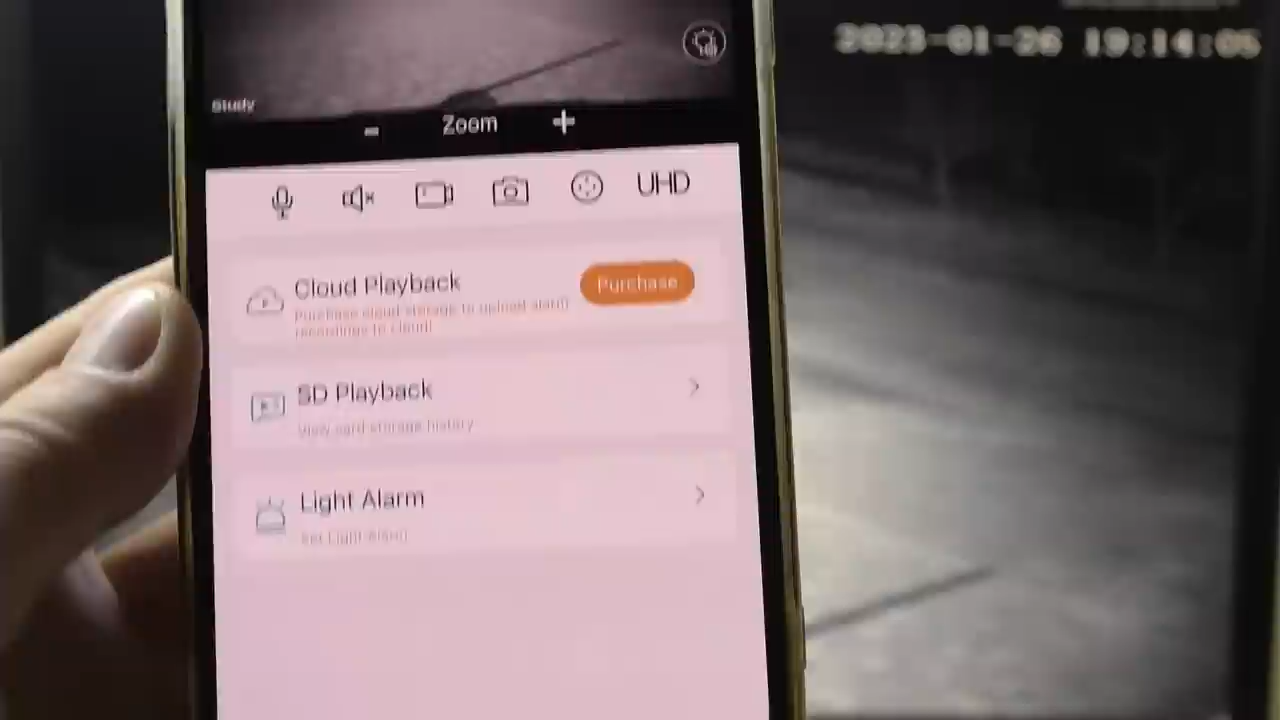 2023-01-26 19:14:05
Study
- Zoom +
UHD
Cloud Playback
Purchase
Purchase cloud storage to upload alarm
recordings to cloud!
SD Playback
View card storage history
Light Alarm
Set Light Alarm